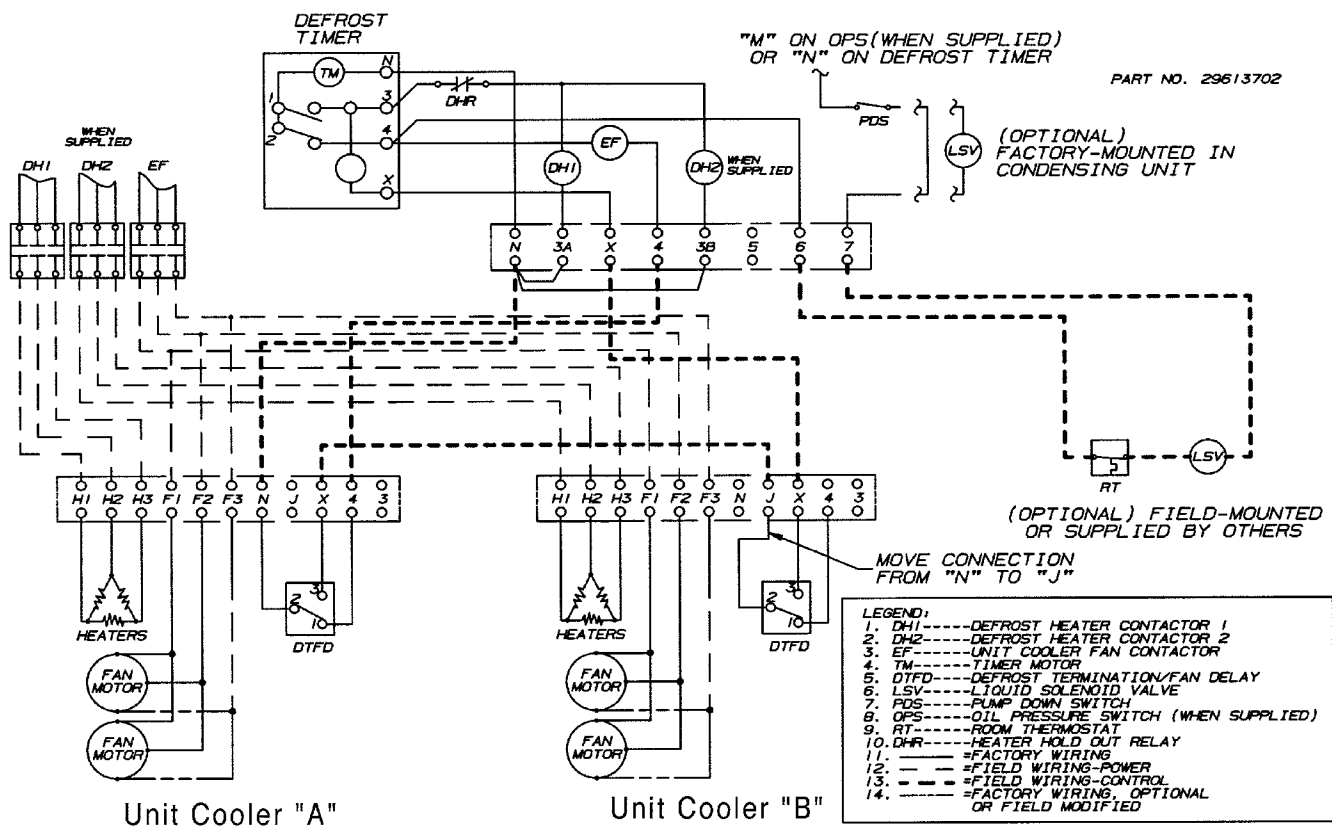 DEFROST
TIMER
"M" ON OPS(WHEN SUPPLIED)
OR "N" ON DEFROST TIMER
PART NO. 29613702
TM
N
1
3
DHR
2
4
X
PDS
LSV
(OPTIONAL)
FACTORY-MOUNTED IN
CONDENSING UNIT
EF
DH1
DH2
WHEN
SUPPLIED
WHEN
SUPPLIED
DH1
DH2
EF
N
3A
X
4
3B
5
6
7
RT
LSV
(OPTIONAL) FIELD-MOUNTED
OR SUPPLIED BY OTHERS
H1
H2
H3
F1
F2
F3
N
J
X
4
3
H1
H2
H3
F1
F2
F3
N
J
X
4
3
MOVE CONNECTION
FROM "N" TO "J"
HEATERS
3
2
1
DTFD
HEATERS
3
2
1
DTFD
FAN
MOTOR
FAN
MOTOR
FAN
MOTOR
FAN
MOTOR
Unit Cooler "A"
Unit Cooler "B"
LEGEND:
1. DH1-----DEFROST HEATER CONTACTOR 1
2. DH2-----DEFROST HEATER CONTACTOR 2
3. EF------UNIT COOLER FAN CONTACTOR
4. TM------TIMER MOTOR
5. DTFD----DEFROST TERMINATION/FAN DELAY
6. LSV-----LIQUID SOLENOID VALVE
7. PDS-----PUMP DOWN SWITCH
8. OPS-----OIL PRESSURE SWITCH (WHEN SUPPLIED)
9. RT------ROOM THERMOSTAT
10. DHR-----HEATER HOLD OUT RELAY
11. =FACTORY WIRING
12. =FIELD WIRING-POWER
13. =FIELD WIRING-CONTROL
14. =FACTORY WIRING, OPTIONAL
OR FIELD MODIFIED